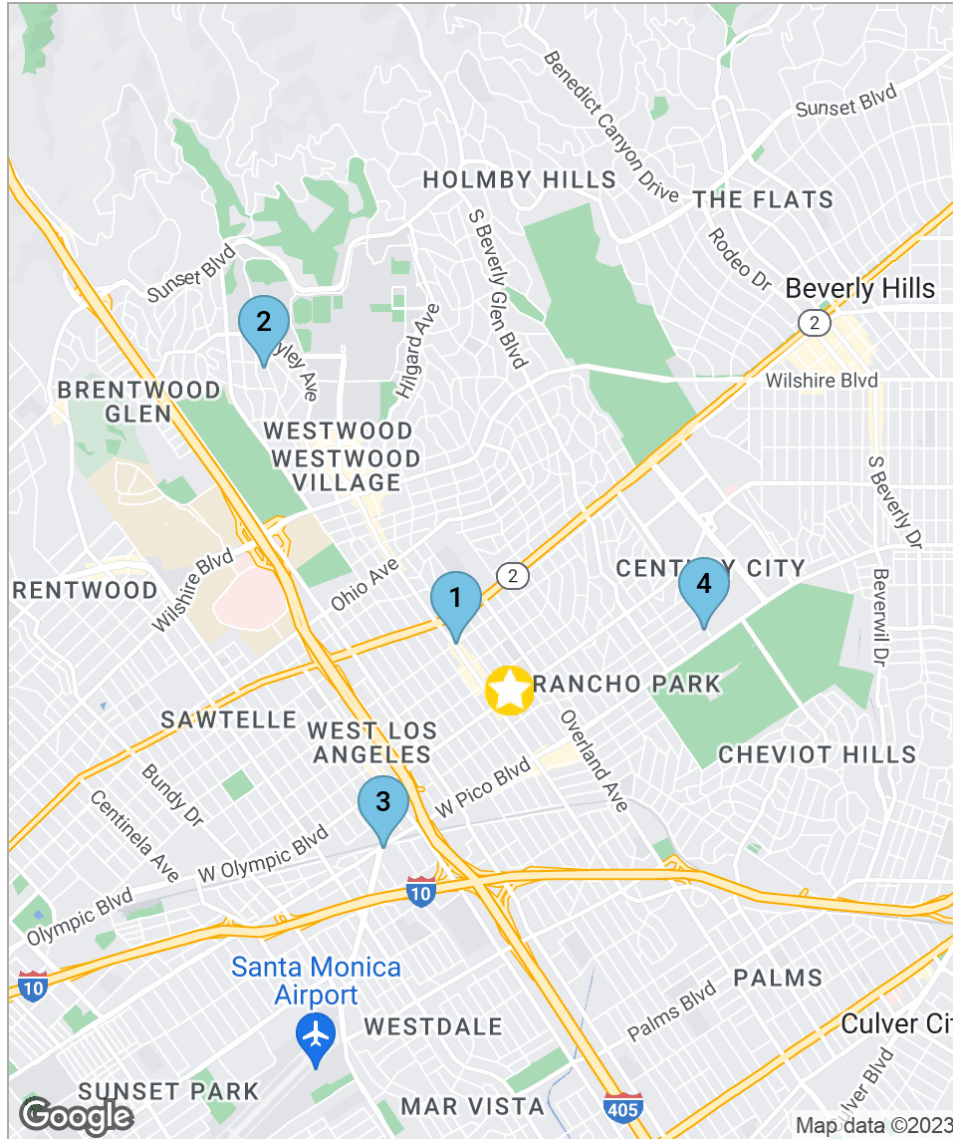 Benedict Canyon Drive
Sunset Blvd
HOLMBY HILLS
THE FLATS
S Beverly Glen Blvd
Rodeo Dr
Sunset Blvd
Beverly Hills
2
2
yley Ave
Hilgard Ave
Wilshire Blvd
BRENTWOOD
GLEN
WESTWOOD
WESTWOOD
VILLAGE
S Beverly Dr
Wilshire Blvd
Ohio Ave
2
CENTURY CITY
RENTWOOD
1
4
Beverwil Dr
RANCHO PARK
SAWTELLE
WEST LOS
ANGELES
Overland Ave
CHEVIOT HILLS
Bundy Dr
W Pico Blvd
3
Centinela Ave
W Olympic Blvd
10
Olympic Blvd
10
Santa Monica
Airport
PALMS
Palms Blvd
WESTDALE
Culver Cit
SUNSET PARK
MAR VISTA
405
ulver Blvd
Google
Map data ©2023